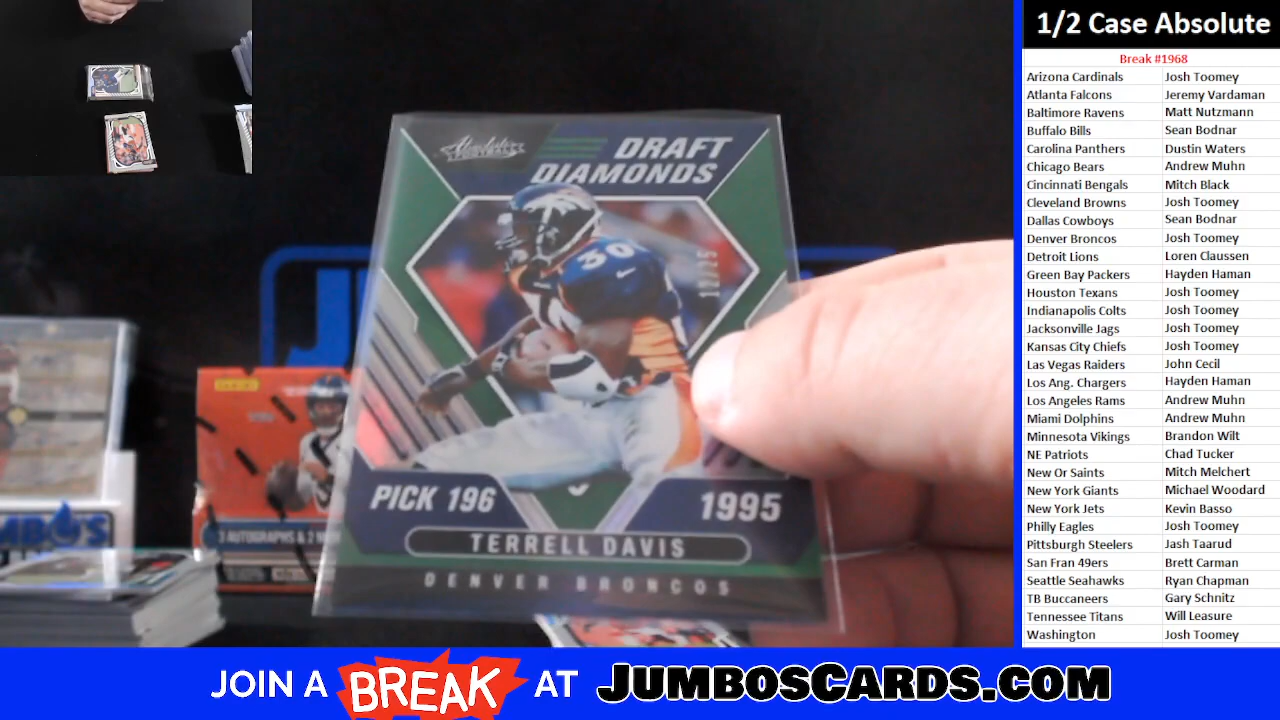 1/2 Case Absolute
Break #1968
Arizona Cardinals Josh Toomey
Atlanta Falcons Jeremy Vardaman
Baltimore Ravens Matt Nutzmann
Buffalo Bills Sean Bodnar
Carolina Panthers Dustin Waters
Chicago Bears Andrew Muhn
Cincinnati Bengals Mitch Black
Cleveland Browns Josh Toomey
Dallas Cowboys Sean Bodnar
Denver Broncos Josh Toomey
Detroit Lions Loren Claussen
Green Bay Packers Hayden Haman
Houston Texans Josh Toomey
Indianapolis Colts Josh Toomey
Jacksonville Jags Josh Toomey
Kansas City Chiefs Josh Toomey
Las Vegas Raiders John Cecil
Los Ang. Chargers Hayden Haman
Los Angeles Rams Andrew Muhn
Miami Dolphins Andrew Muhn
Minnesota Vikings Brandon Wilt
NE Patriots Chad Tucker
New Or Saints Mitch Melchert
New York Giants Michael Woodard
New York Jets Kevin Basso
Philly Eagles Josh Toomey
Pittsburgh Steelers Jash Taarud
San Fran 49ers Brett Carman
Seattle Seahawks Ryan Chapman
TB Buccaneers Gary Schnitz
Tennessee Titans Will Leasure
Washington Josh Toomey
Absolute
FOOTBALL
DRAFT
DIAMONDS
30
PICK 196
1995
TERRELL DAVIS
DENVER BRONCOS
PANINI
AUTOGRAPHS & 2
JOIN A BREAK AT JUMBOSCARDS.COM